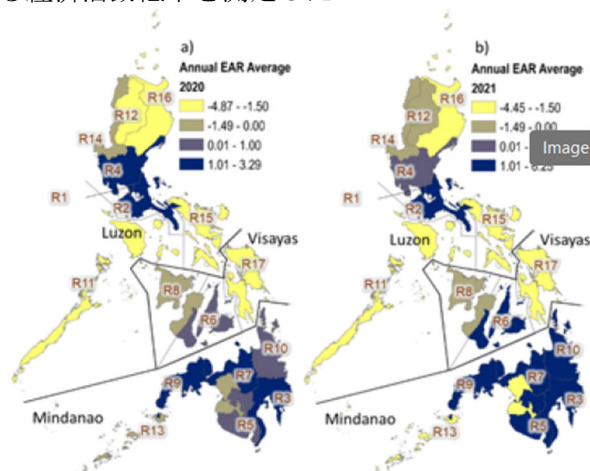 a)
Annual EAR Average
2020
-4.87 - -1.50
-1.49 - 0.00
0.01 - 1.00
1.01 - 3.29
R16
R12
R14
R4
R1
R2
R15
Luzon
Visayas
R17
R11
R8
R6
R10
R9
R7
R3
Mindanao
R5
R13
b)
Annual EAR Average
2021
-4.45 - -1.50
-1.49 -
Image
0.01 - 1.00
1.01 -
R16
R12
R14
R4
R1
R2
R15
Luzon
Visayas
R17
R11
R8
R6
R10
R9
R7
R3
Mindanao
R5
R13